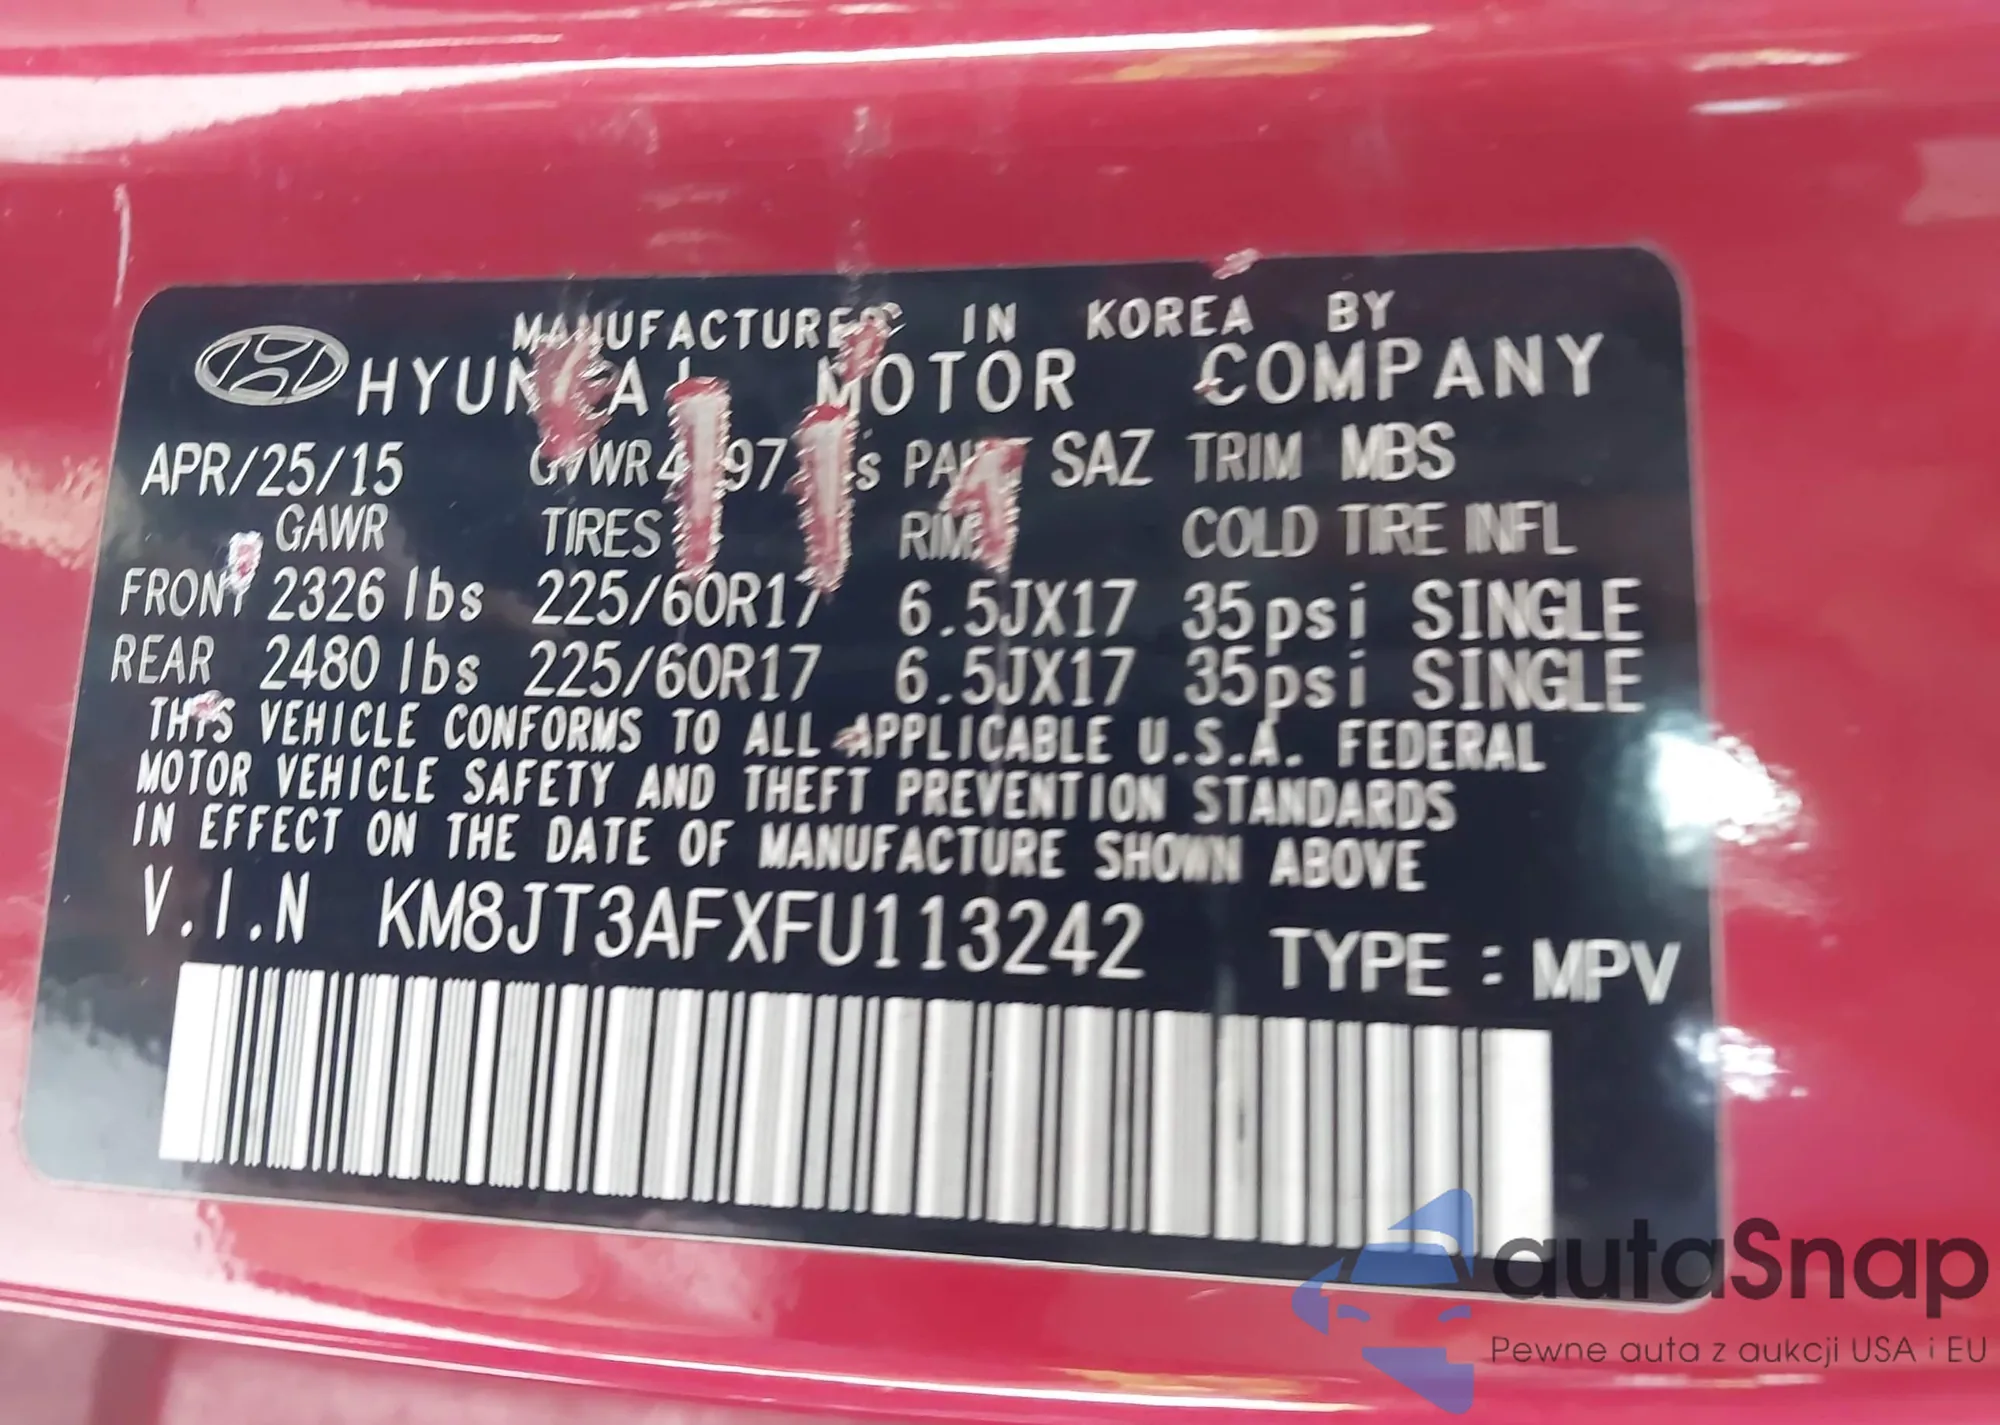 MANUFACTURED IN KOREA BY
HYUNDAI MOTOR COMPANY
APR/25/15 GVWR PAINT SAZ TRIM MBS
GAWR TIRES RIMS COLD TIRE INFL
FRONT 2326 lbs 225/60R17 6.5JX17 35psi SINGLE
REAR 2480 lbs 225/60R17 6.5JX17 35psi SINGLE
THIS VEHICLE CONFORMS TO ALL APPLICABLE U.S.A. FEDERAL
MOTOR VEHICLE SAFETY AND THEFT PREVENTION STANDARDS
IN EFFECT ON THE DATE OF MANUFACTURE SHOWN ABOVE
V.I.N KM8JT3AFXFU113242 TYPE : MPV
autaSnap
Pewne auta z aukcji USA i EU